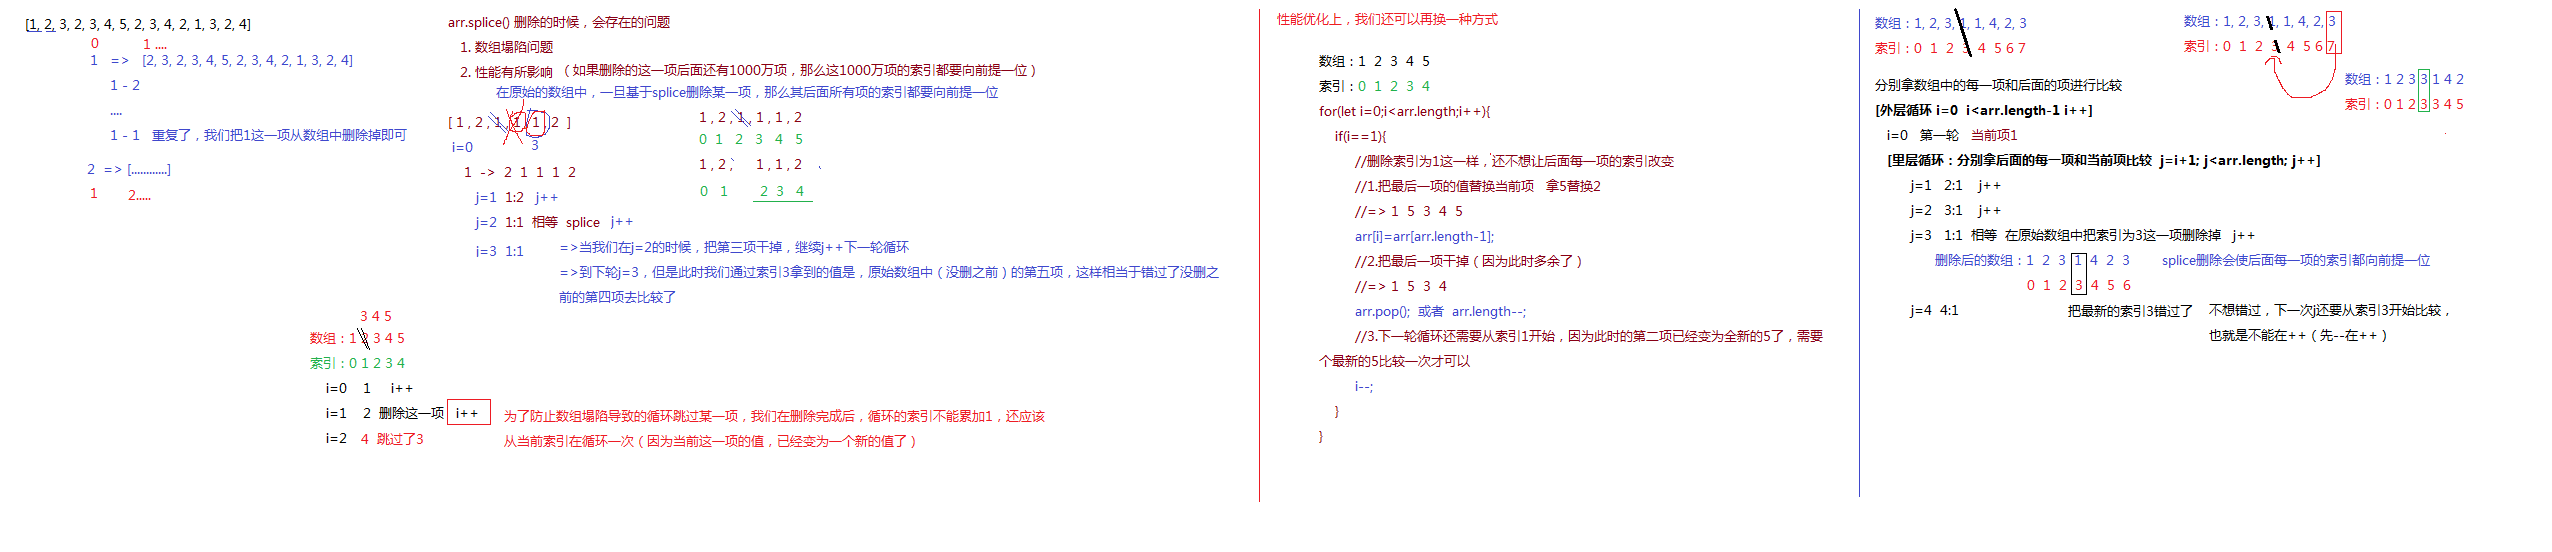 [1, 2, 3, 2, 3, 4, 5, 2, 3, 4, 2, 1, 3, 2, 4]
0 1 ....
1 => [2, 3, 2, 3, 4, 5, 2, 3, 4, 2, 1, 3, 2, 4]
1 - 2
....
1 - 1 重复了，我们把1这一项从数组中删除掉即可
2 => [............]
1 2.....
arr.splice() 删除的时候，会存在的问题
1. 数组塌陷问题
2. 性能有所影响 （如果删除的这一项后面还有1000万项，那么这1000万项的索引都要向前提一位）
在原始的数组中，一旦基于splice删除某一项，那么其后面所有项的索引都要向前提一位
[ 1 , 2 , 1 , 1 , 1 , 2 ]
i=0 3
1 -> 2 1 1 1 2
j=1 1:2 j++
j=2 1:1 相等 splice j++
j=3 1:1
=>当我们在j=2的时候，把第三项干掉，继续j++下一轮循环
=>到下轮j=3，但是此时我们通过索引3拿到的值是，原始数组中（没删之前）的第五项，这样相当于错过了没删之
前的第四项去比较了
1 , 2 , 1 , 1 , 1 , 2
0 1 2 3 4 5
1 , 2 , 1 , 1 , 2
0 1 2 3 4
3 4 5
数组：1 2 3 4 5
索引：0 1 2 3 4
i=0 1 i++
i=1 2 删除这一项 i++
i=2 4 跳过了3
为了防止数组塌陷导致的循环跳过某一项，我们在删除完成后，循环的索引不能累加1，还应该
从当前索引在循环一次（因为当前这一项的值，已经变为一个新的值了）
性能优化上，我们还可以再换一种方式
数组：1 2 3 4 5
索引：0 1 2 3 4
for(let i=0;i<arr.length;i++){
if(i==1){
//删除索引为1这一样，还不想让后面每一项的索引改变
//1.把最后一项的值替换当前项 拿5替换2
//=> 1 5 3 4 5
arr[i]=arr[arr.length-1];
//2.把最后一项干掉（因为此时多余了）
//=> 1 5 3 4
arr.pop(); 或者 arr.length--;
//3.下一轮循环还需要从索引1开始，因为此时的第二项已经变为全新的5了，需要
个最新的5比较一次才可以
i--;
}
}
数组：1, 2, 3, 1, 1, 4, 2, 3
索引：0 1 2 3 4 5 6 7
分别拿数组中的每一项和后面的项进行比较
[外层循环 i=0 i<arr.length-1 i++]
i=0 第一轮 当前项1
[里层循环：分别拿后面的每一项和当前项比较 j=i+1; j<arr.length; j++]
j=1 2:1 j++
j=2 3:1 j++
j=3 1:1 相等 在原始数组中把索引为3这一项删除掉 j++
删除后的数组：1 2 3 1 4 2 3 splice删除会使后面每一项的索引都向前提一位
0 1 2 3 4 5 6
j=4 4:1 把最新的索引3错过了 不想错过，下一次j还要从索引3开始比较，
也就是不能在++（先--在++）
数组：1, 2, 3, 1, 1, 4, 2, 3
索引：0 1 2 3 4 5 6 7
数组：1 2 3 3 1 4 2
索引：0 1 2 3 3 4 5